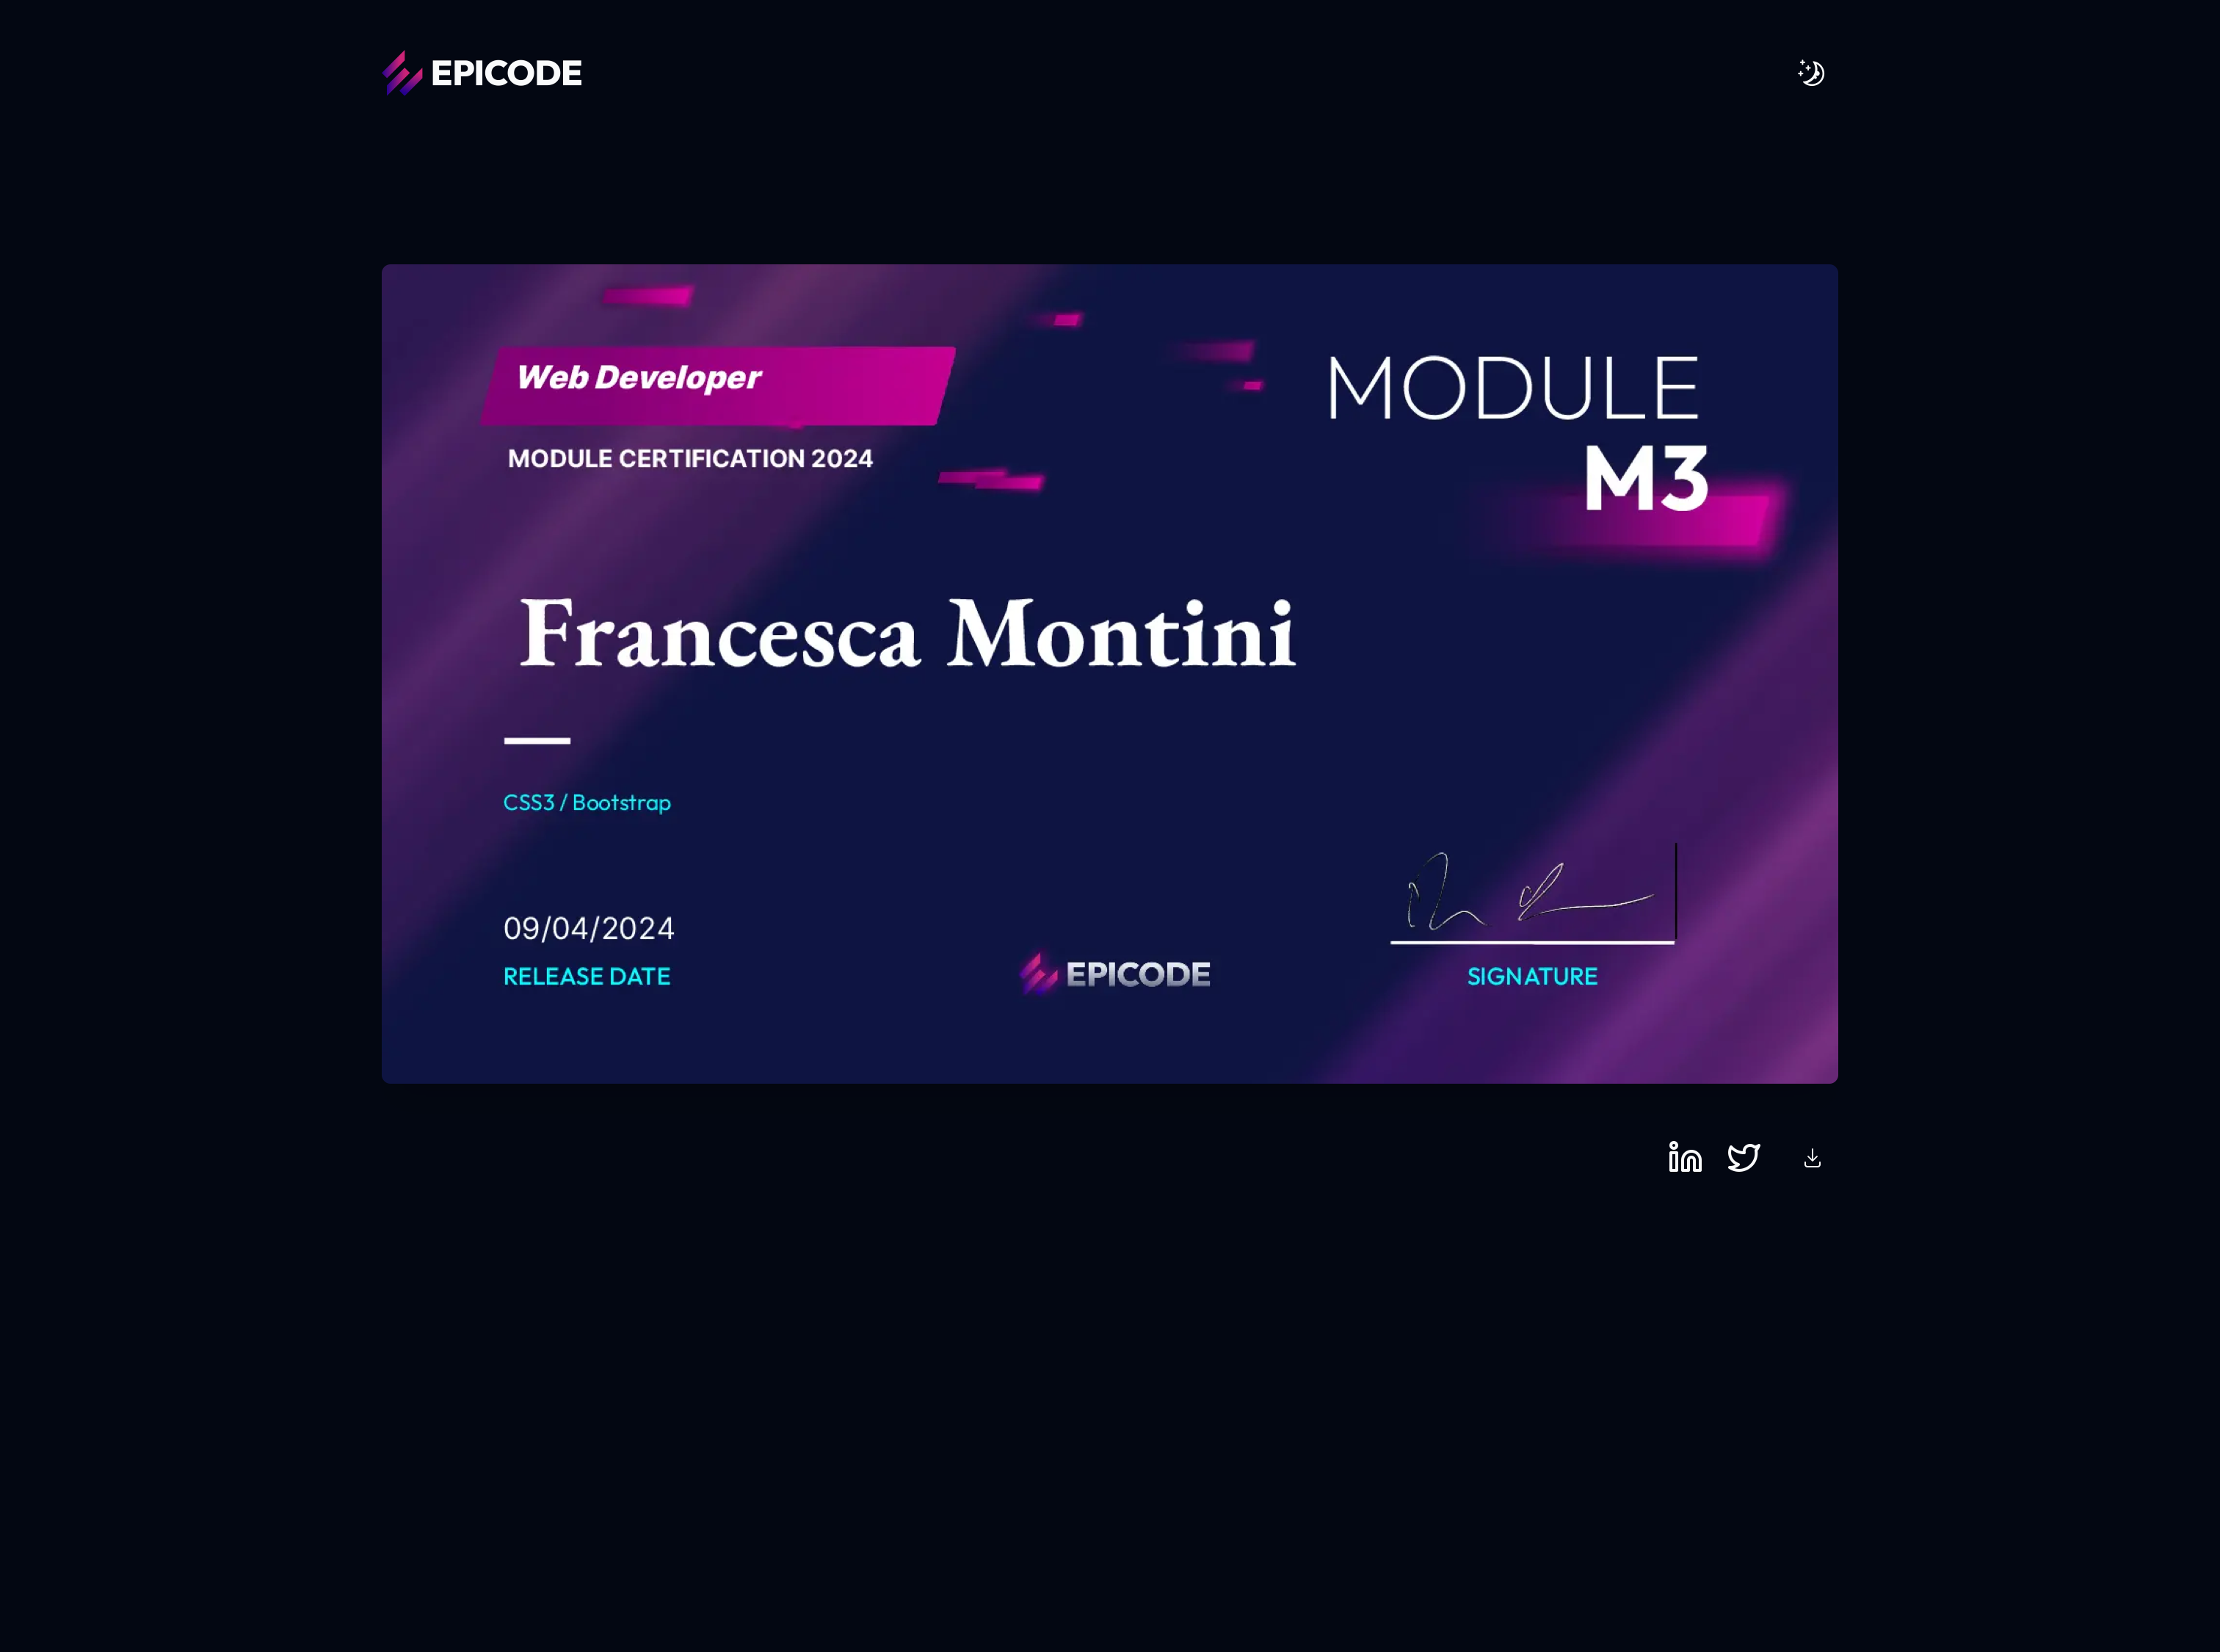 EPICODE
Web Developer
MODULE CERTIFICATION 2024
MODULE
M3
Francesca Montini
CSS3 / Bootstrap
09/04/2024
RELEASE DATE
EPICODE
SIGNATURE
in